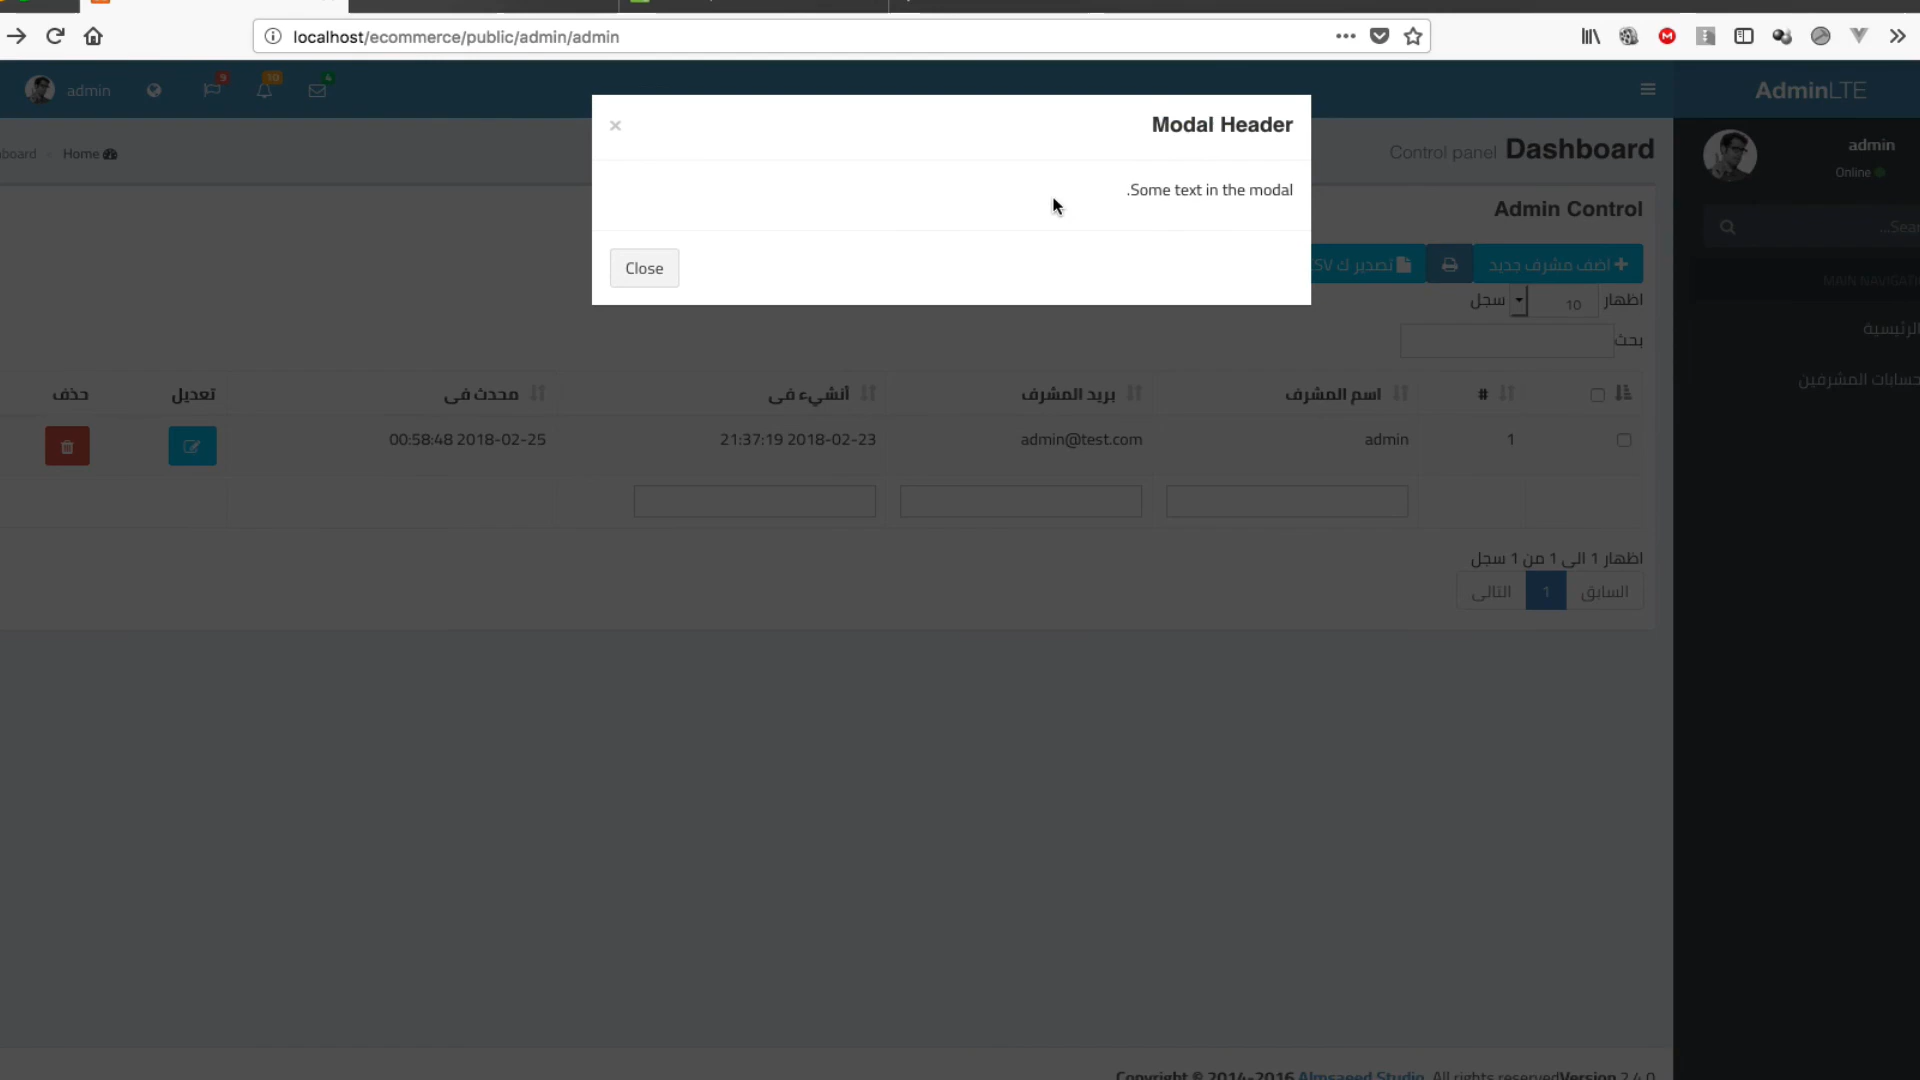 localhost/ecommerce/public/admin/admin
AdminLTE
admin
9
10
4
Modal Header
×
.Some text in the modal
Close
Dashboard Control panel
Home
admin
Online
Admin Control
اضف مشرف جديد
تصدير ك
اظهار 10 سجل
بحث
MAIN
الرئيسية
حسابات المشرفين
# اسم المشرف بريد المشرف أنشيء فى محدث فى تعديل حذف
1 admin admin@test.com 2018-02-23 21:37:19 2018-02-25 00:58:48
اظهار 1 الى 1 من 1 سجل
السابق 1 التالى
Copyright © 2014-2016 Almsaeed Studio. All rights reserved Version 2.4.0